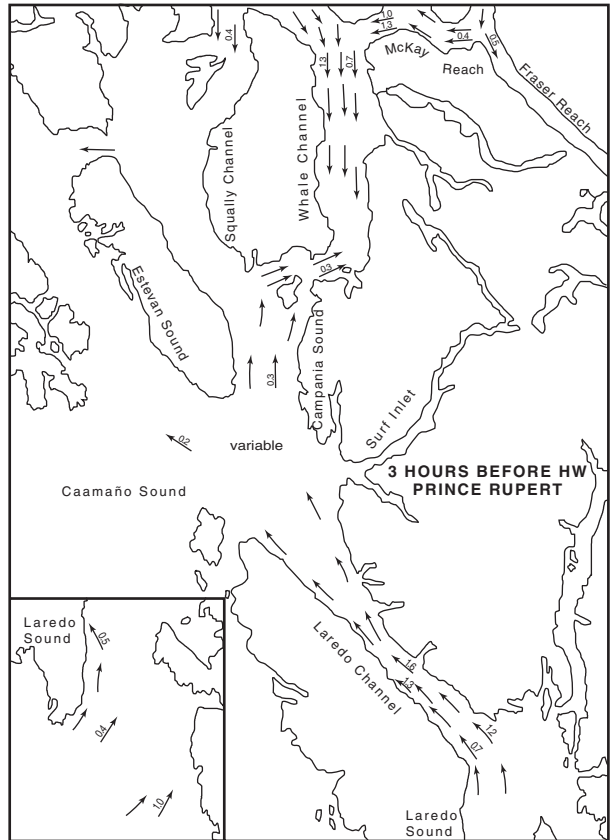 1.0
1.3
0.4
0.4
0.5
McKay
Reach
Fraser Reach
1.3
0.7
Squally Channel
Whale Channel
0.3
Estevan Sound
Campania Sound
0.3
Surf Inlet
0.2
variable
3 HOURS BEFORE HW
PRINCE RUPERT
Caamaño Sound
Laredo Channel
1.6
1.3
1.2
0.7
Laredo
Sound
0.5
0.4
1.0
Laredo
Sound